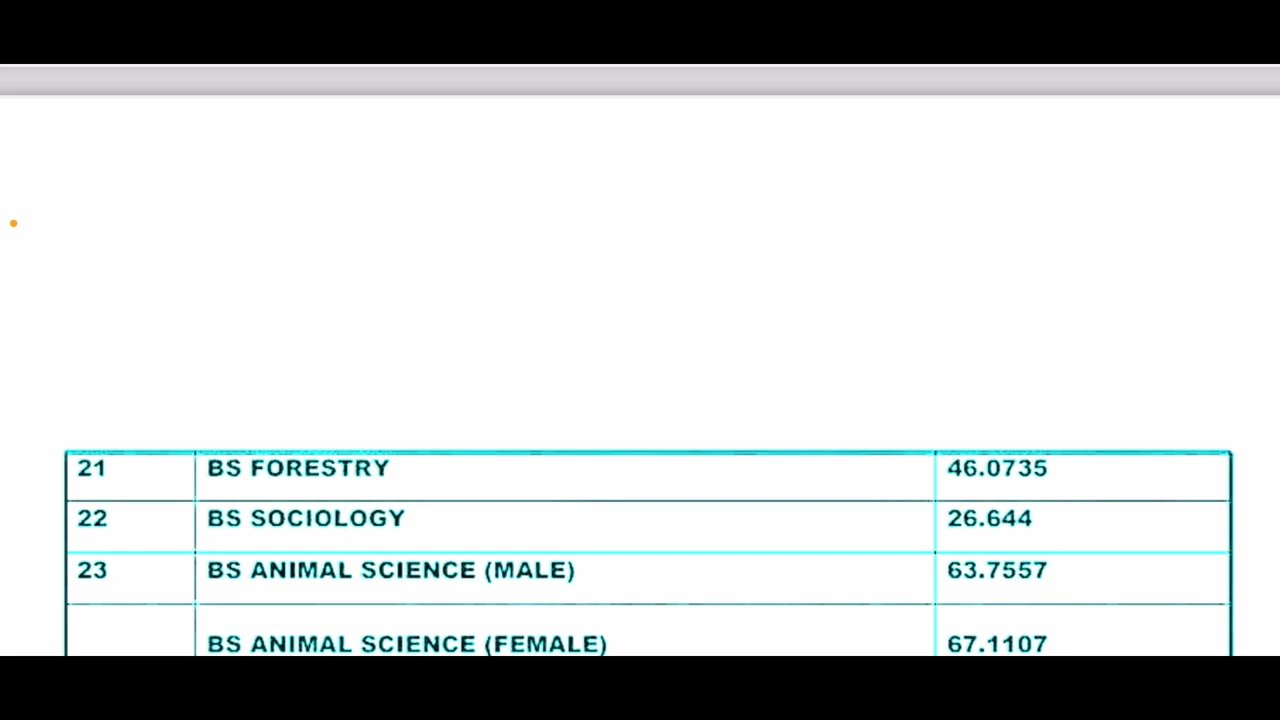 21 BS FORESTRY 46.0735
22 BS SOCIOLOGY 26.644
23 BS ANIMAL SCIENCE (MALE) 63.7557
BS ANIMAL SCIENCE (FEMALE) 67.1107